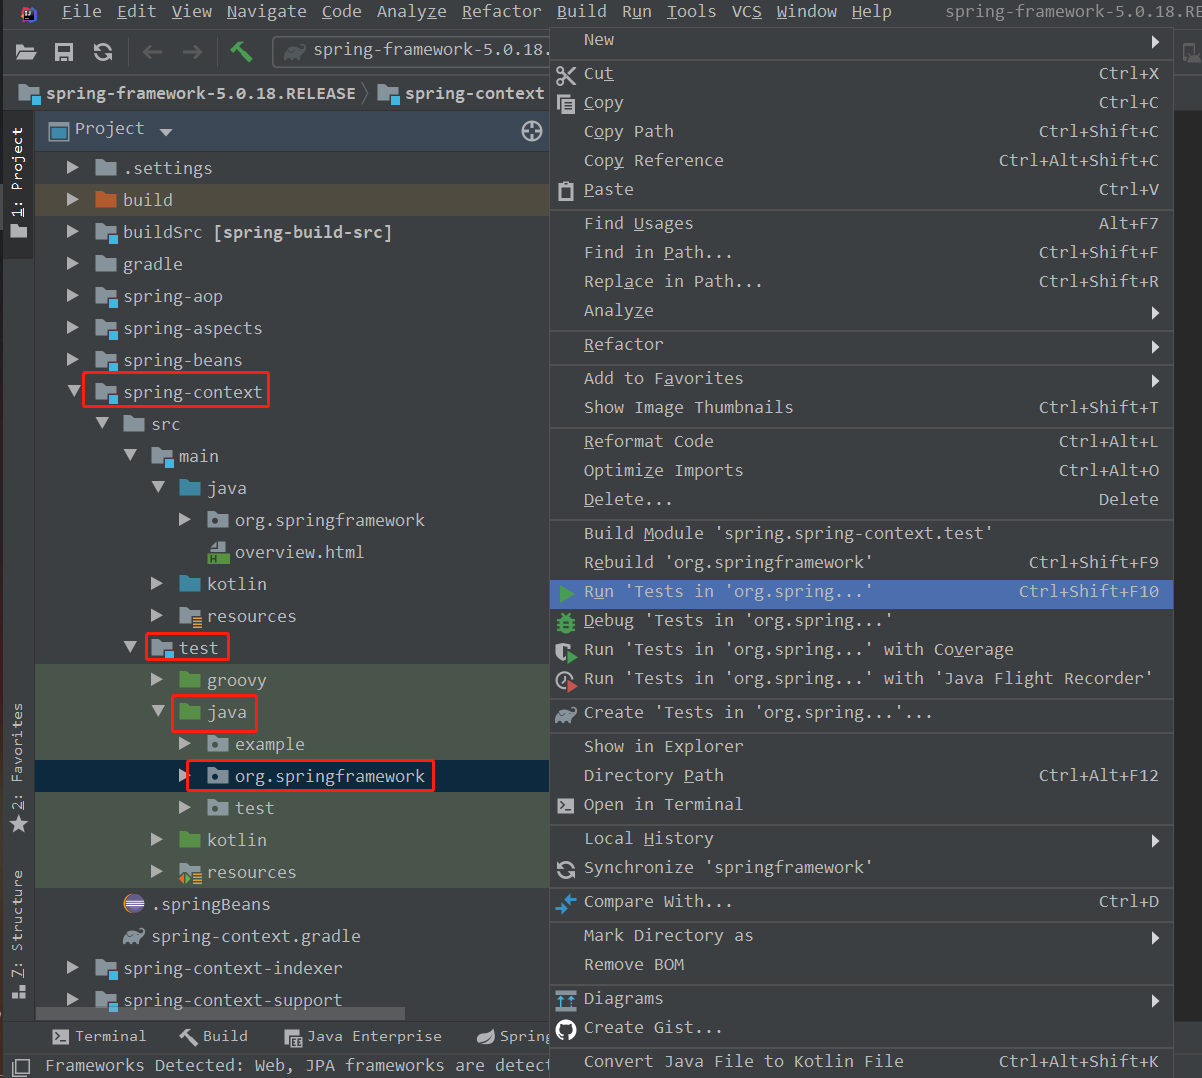 File Edit View Navigate Code Analyze Refactor Build Run Tools VCS Window Help spring-framework-5.0.18.RE
spring-framework-5.0.18.
spring-framework-5.0.18.RELEASE spring-context
1: Project
2: Favorites
Z: Structure
Project
.settings
build
buildSrc [spring-build-src]
gradle
spring-aop
spring-aspects
spring-beans
spring-context
src
main
java
org.springframework
overview.html
kotlin
resources
test
groovy
java
example
org.springframework
test
kotlin
resources
.springBeans
spring-context.gradle
spring-context-indexer
spring-context-support
New
Cut Ctrl+X
Copy Ctrl+C
Copy Path Ctrl+Shift+C
Copy Reference Ctrl+Alt+Shift+C
Paste Ctrl+V
Find Usages Alt+F7
Find in Path... Ctrl+Shift+F
Replace in Path... Ctrl+Shift+R
Analyze
Refactor
Add to Favorites
Show Image Thumbnails Ctrl+Shift+T
Reformat Code Ctrl+Alt+L
Optimize Imports Ctrl+Alt+O
Delete... Delete
Build Module 'spring.spring-context.test'
Rebuild 'org.springframework' Ctrl+Shift+F9
Run 'Tests in 'org.spring...' Ctrl+Shift+F10
Debug 'Tests in 'org.spring...'
Run 'Tests in 'org.spring...' with Coverage
Run 'Tests in 'org.spring...' with 'Java Flight Recorder'
Create 'Tests in 'org.spring...'...
Show in Explorer
Directory Path Ctrl+Alt+F12
Open in Terminal
Local History
Synchronize 'springframework'
Compare With... Ctrl+D
Mark Directory as
Remove BOM
Diagrams
Create Gist...
Convert Java File to Kotlin File Ctrl+Alt+Shift+K
Terminal Build Java Enterprise Spring
Frameworks Detected: Web, JPA frameworks are detect